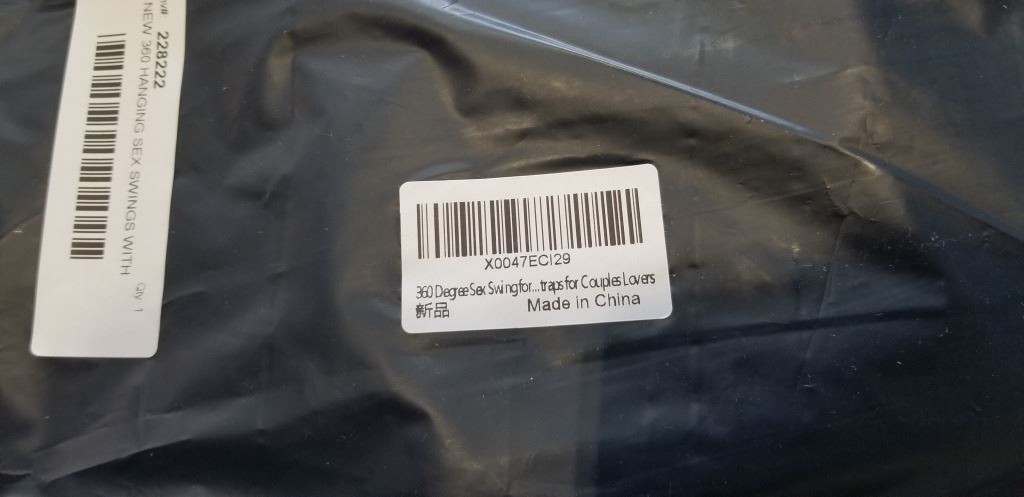 228222
NEW 360 HANGING SEX SWINGS WITH
Qty 1
X0047ECI29
360 Degree Sex Swing for...traps for Couples Lovers
新品
Made in China